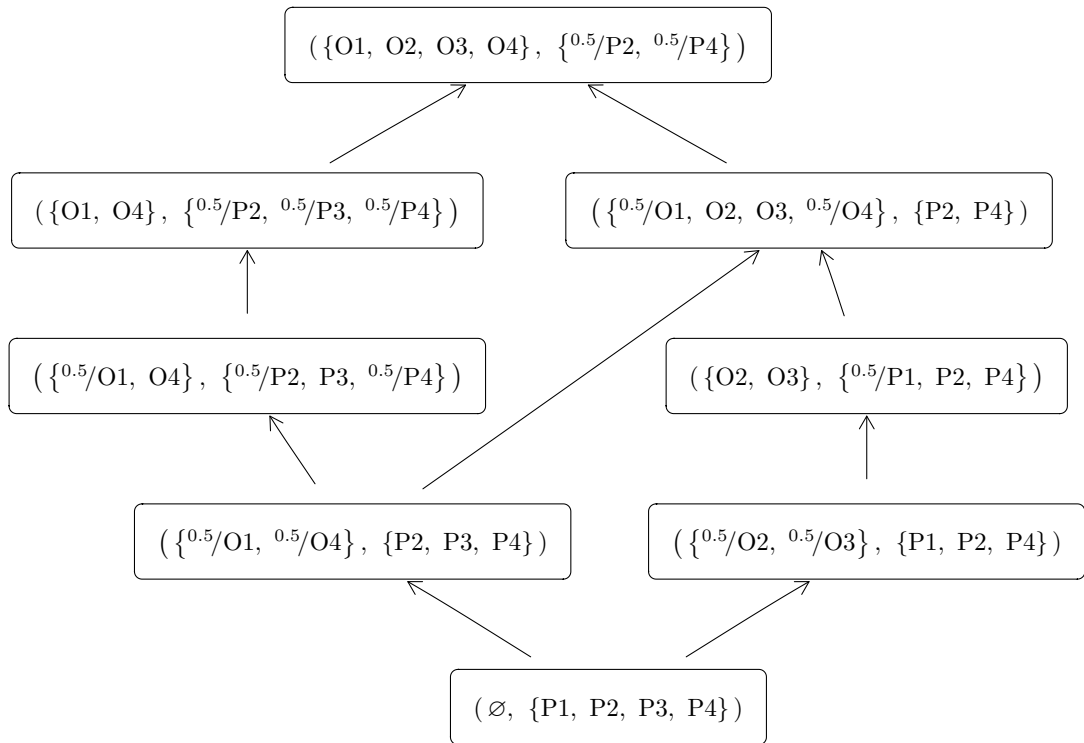 ( {O1, O2, O3, O4}, {0.5/P2, 0.5/P4} )
( {O1, O4}, {0.5/P2, 0.5/P3, 0.5/P4} )
( {0.5/O1, O2, O3, 0.5/O4}, {P2, P4} )
( {0.5/O1, O4}, {0.5/P2, P3, 0.5/P4} )
( {O2, O3}, {0.5/P1, P2, P4} )
( {0.5/O1, 0.5/O4}, {P2, P3, P4} )
( {0.5/O2, 0.5/O3}, {P1, P2, P4} )
( ∅, {P1, P2, P3, P4} )